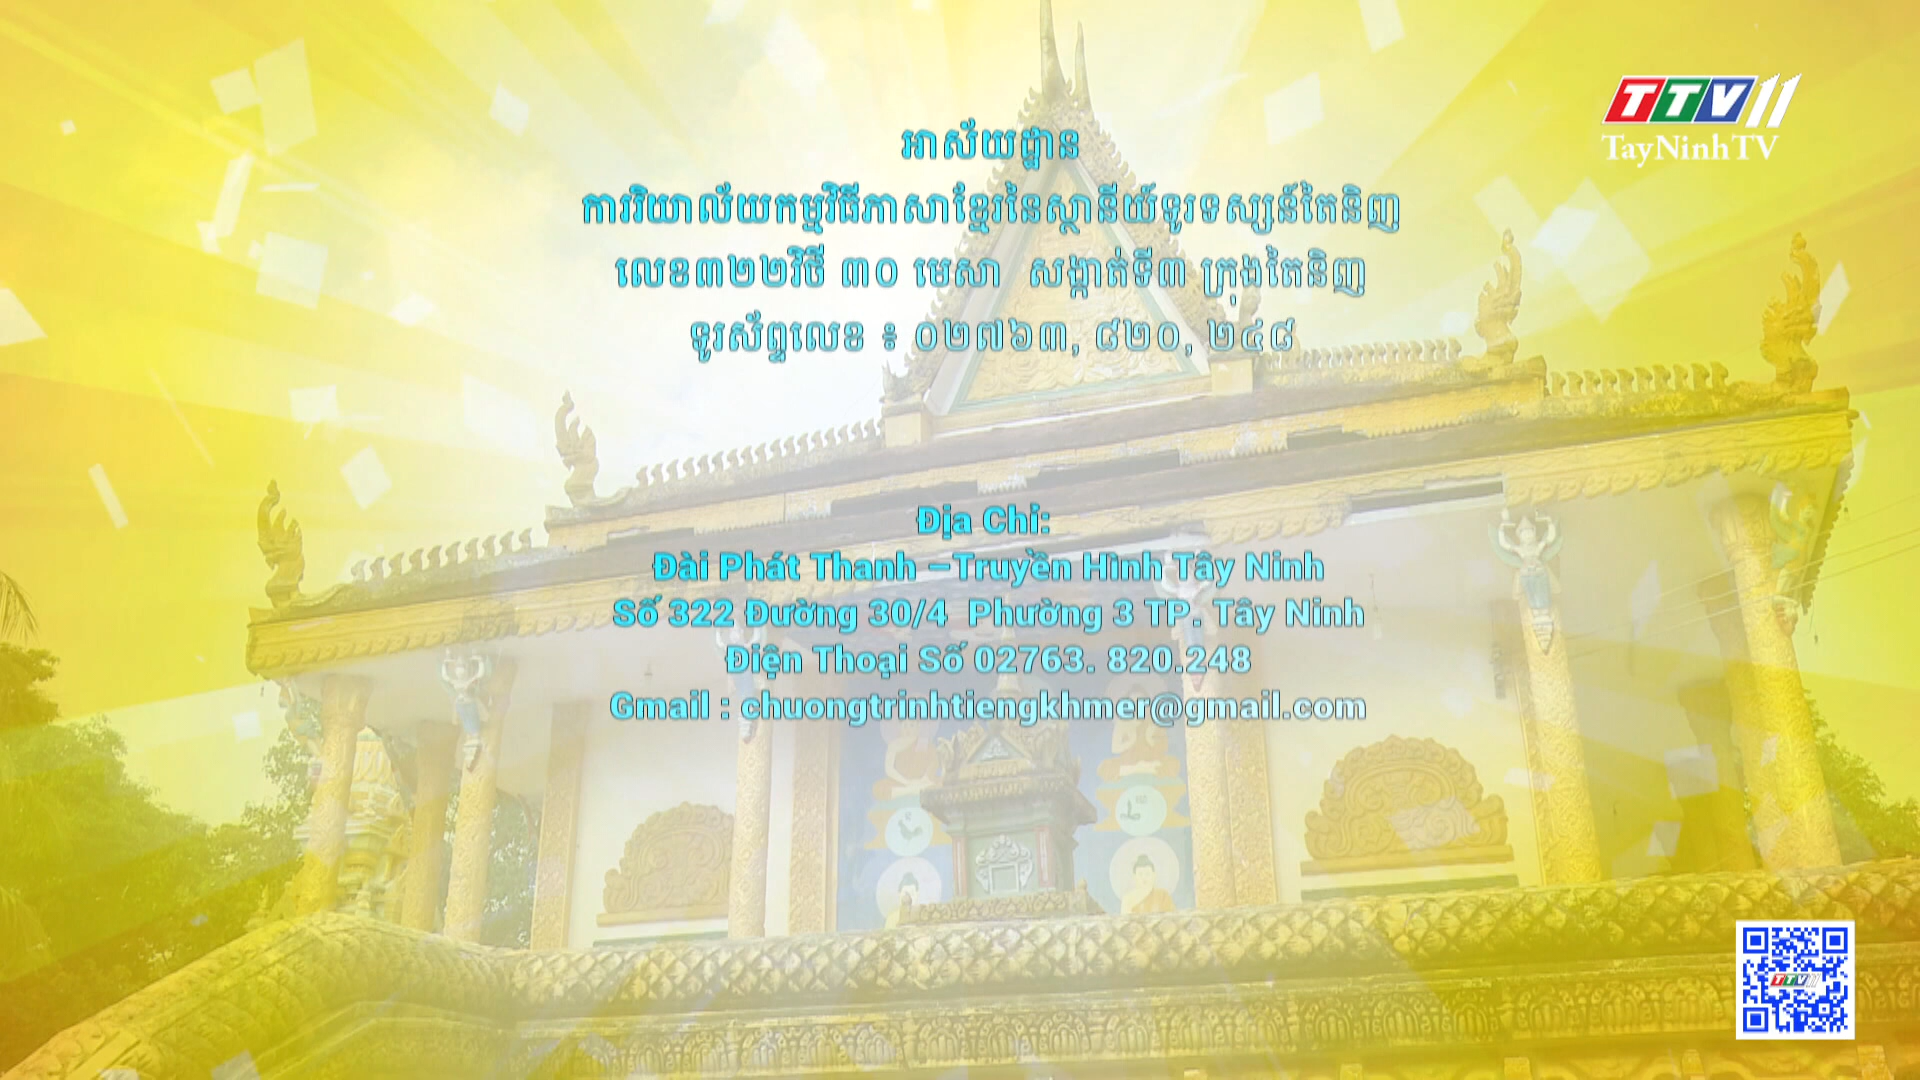 TTV11
TayNinhTV
អាស័យដ្ឋាន
ការរិយាល័យកម្មវិធីភាសាខ្មែរនៃស្ថានីយ៍ទូរទស្សន៍តៃនិញ
លេខ៣២២វិថី ៣០ មេសា សង្កាត់ទី៣ ក្រុងតៃនិញ
ទូរស័ព្ទលេខ ៖ ០២៧៦៣, ៨២០, ២៤៨
Địa Chi:
Đài Phát Thanh –Truyền Hình Tây Ninh
Số 322 Đường 30/4 Phường 3 TP. Tây Ninh
Điện Thoại Số 02763. 820.248
Gmail : chuongtrinhtiengkhmer@gmail.com
TTV11